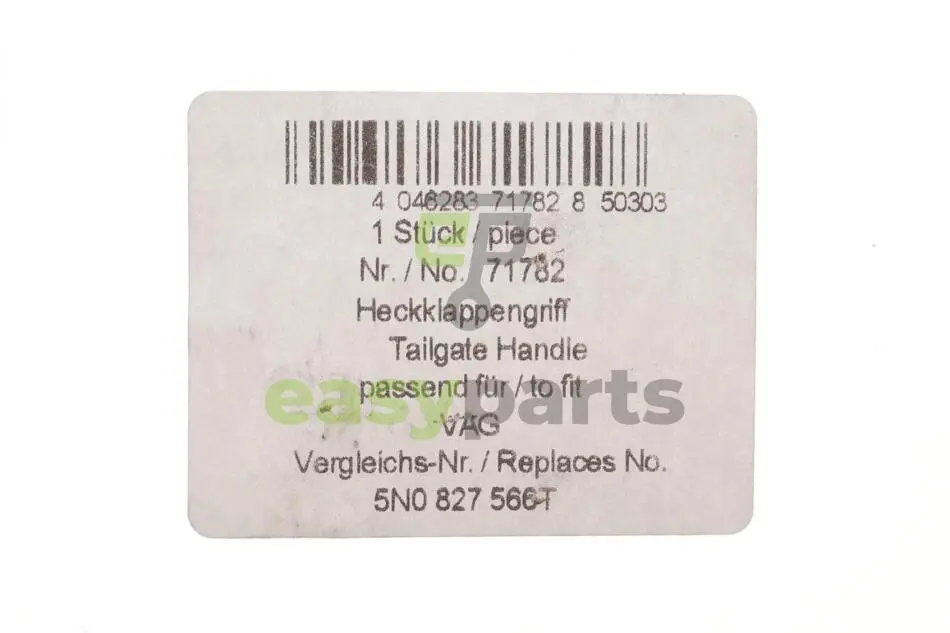 4 046283 71782 8 50303
1 Stück / piece
Nr. / No. 71782
Heckklappengriff
Tailgate Handle
passend für / to fit
easyparts
VAG
Vergleichs-Nr. / Replaces No.
5N0 827 566T